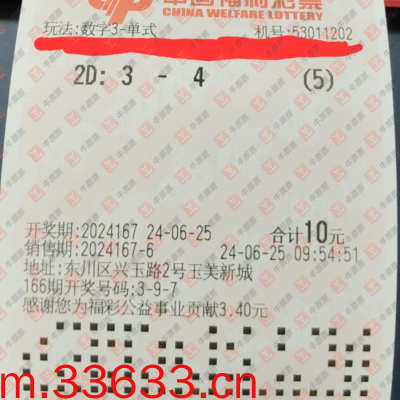 中国福利彩票
CHINA WELFARE LOTTERY
玩法:数字3-单式 机号:53011202
2D: 3 - 4 (5)
开奖期:2024167 24-06-25 合计10元
销售期:2024167-6 24-06-25 09:54:51
地址:东川区兴玉路2号玉美新城
166期开奖号码:3-9-7
感谢您为福彩公益事业贡献3.40元
m.33633.cn